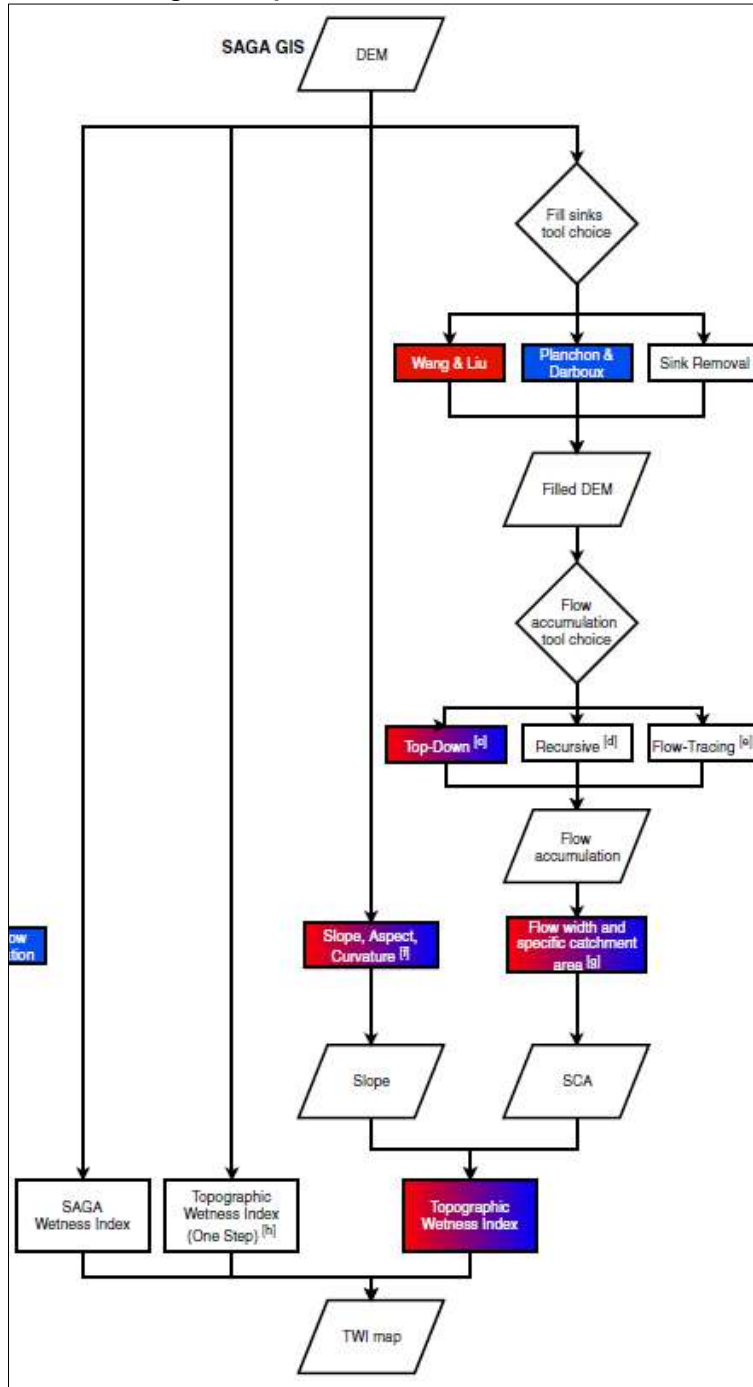 SAGA GIS
DEM
Fill sinks
tool choice
Wang & Liu
Planchon &
Darboux
Sink Removal
Filled DEM
Flow
accumulation
tool choice
Top-Down [c]
Recursive [d]
Flow-Tracing [e]
Flow
accumulation
Slope, Aspect,
Curvature [f]
Flow width and
specific catchment
area [g]
Slope
SCA
SAGA
Wetness Index
Topographic
Wetness Index
(One Step) [h]
Topographic
Wetness Index
TWI map